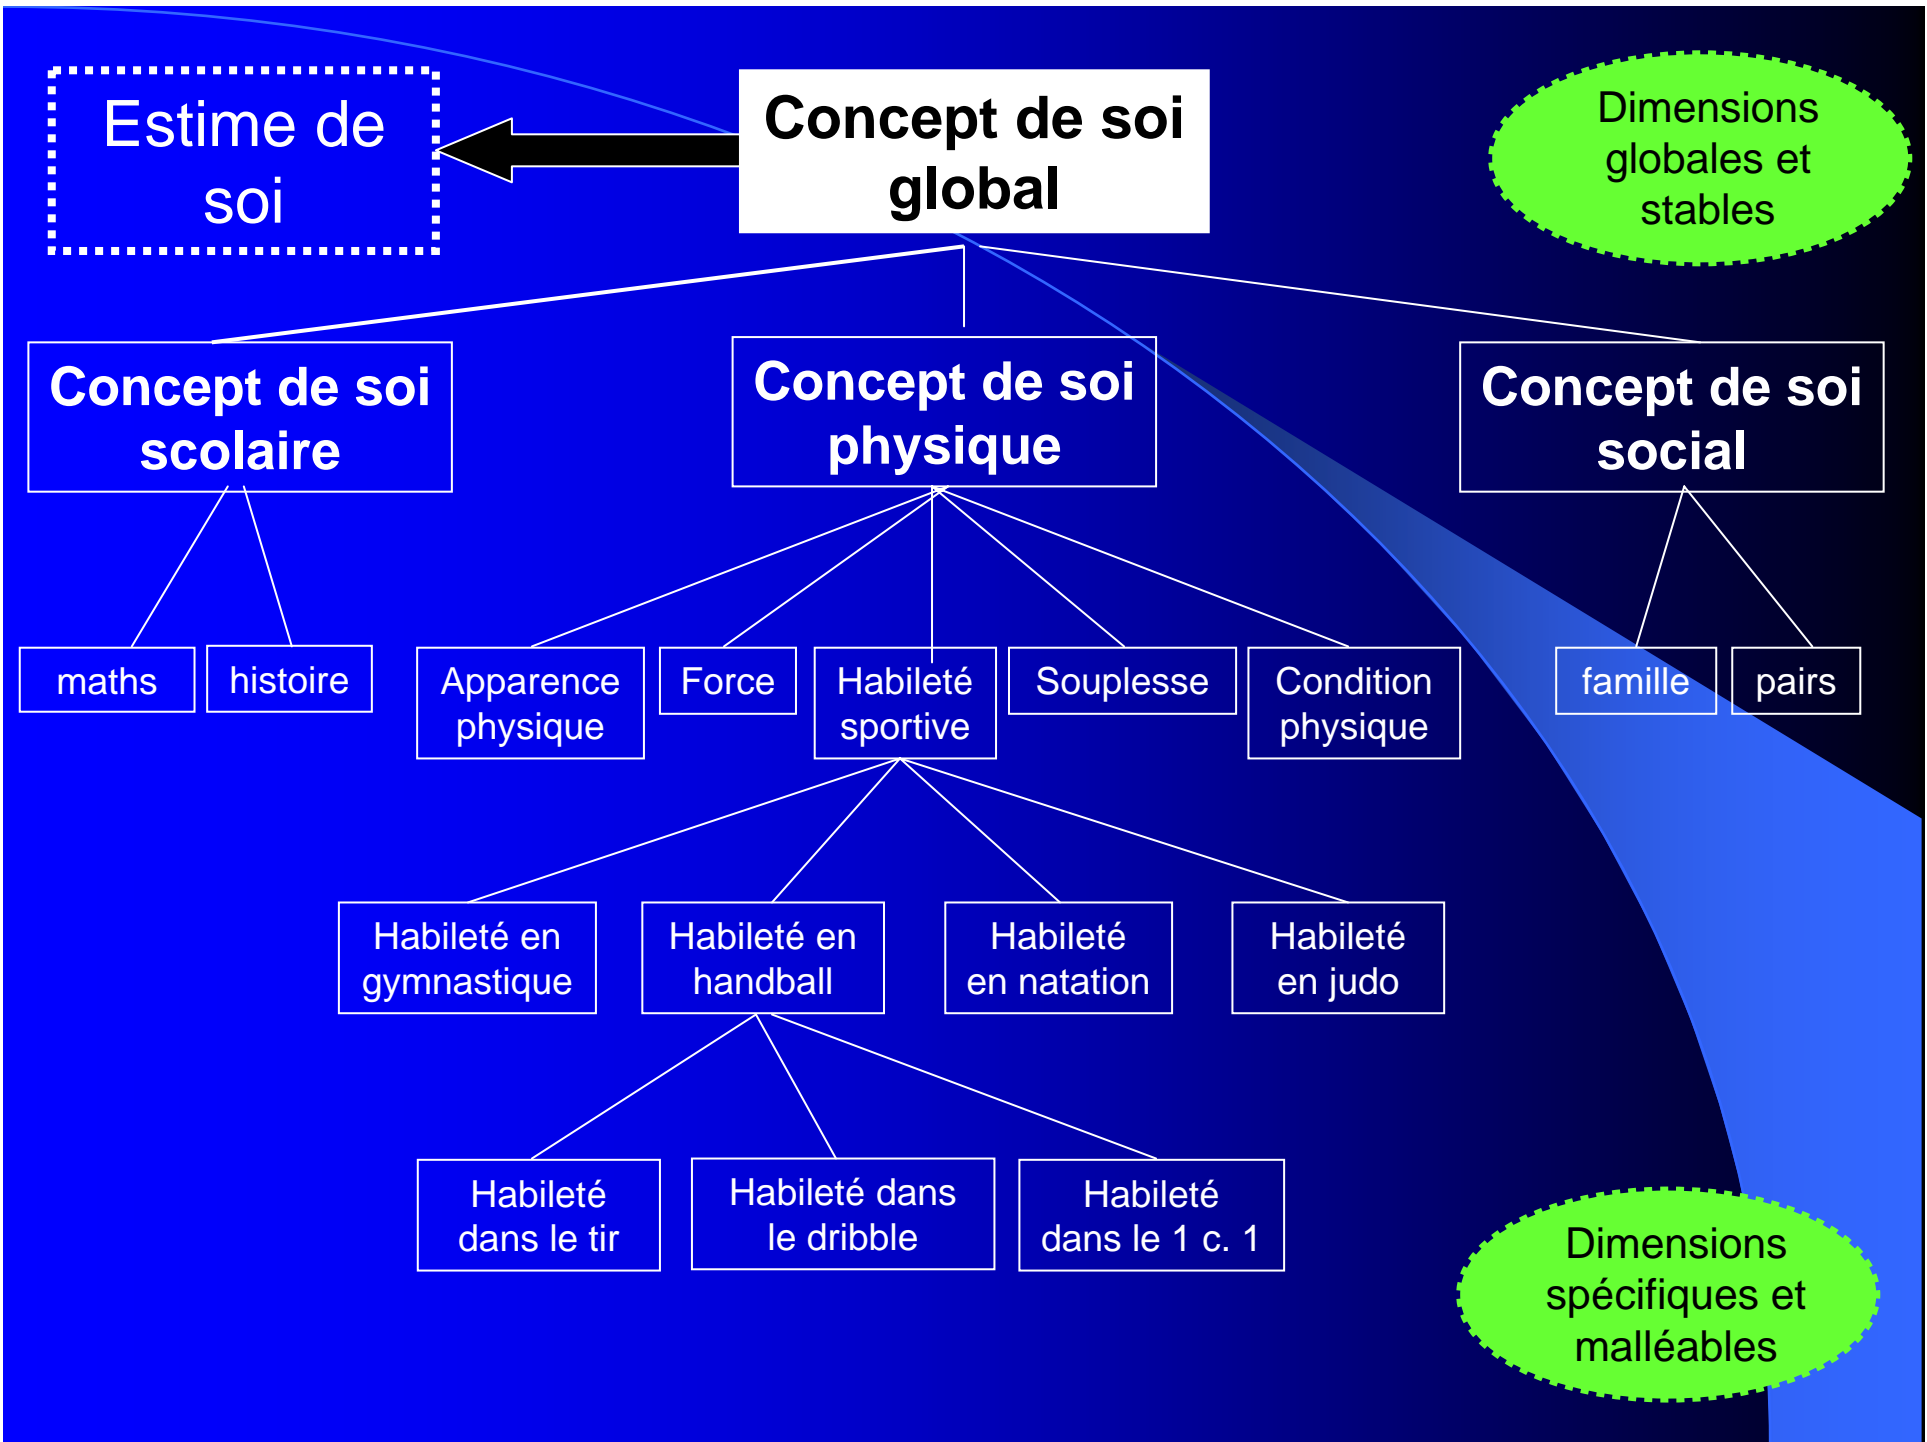 Estime de
soi
Concept de soi
global
Dimensions
globales et
stables
Concept de soi
scolaire
Concept de soi
physique
Concept de soi
social
maths
histoire
Apparence
physique
Force
Habileté
sportive
Souplesse
Condition
physique
famille
pairs
Habileté en
gymnastique
Habileté en
handball
Habileté
en natation
Habileté
en judo
Habileté
dans le tir
Habileté dans
le dribble
Habileté
dans le 1 c. 1
Dimensions
spécifiques et
malléables